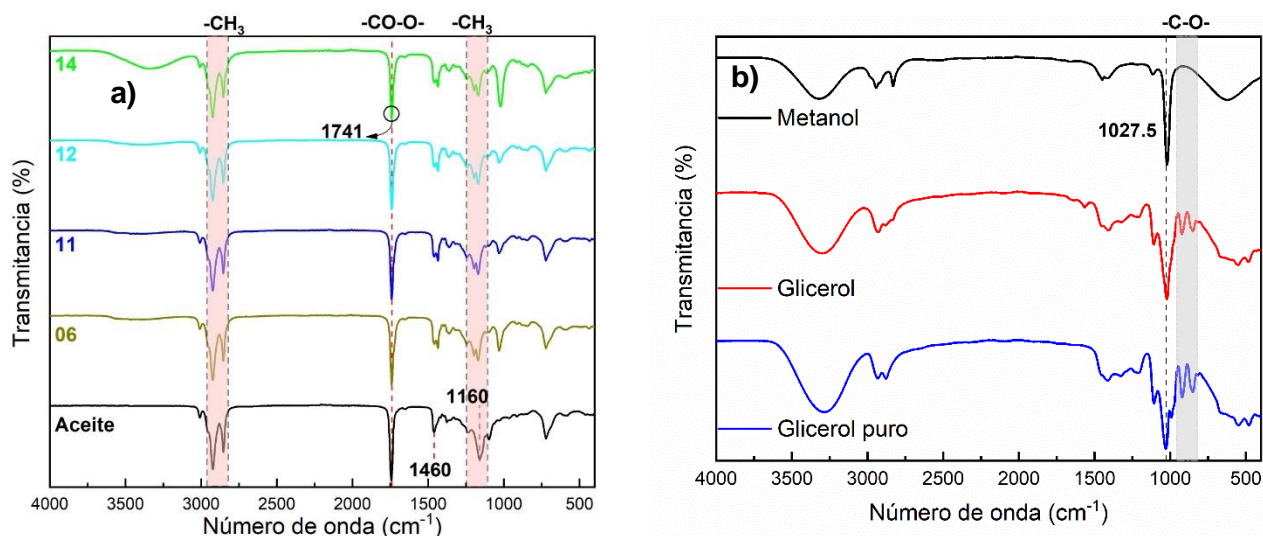 -CH₃ -CO-O- -CH₃
14
a)
1741
12
11
06
1160
Aceite
1460
4000 3500 3000 2500 2000 1500 1000 500
Número de onda (cm⁻¹)
Transmitancia (%)
-C-O-
b)
Metanol
1027.5
Glicerol
Glicerol puro
4000 3500 3000 2500 2000 1500 1000 500
Número de onda (cm⁻¹)
Transmitancia (%)